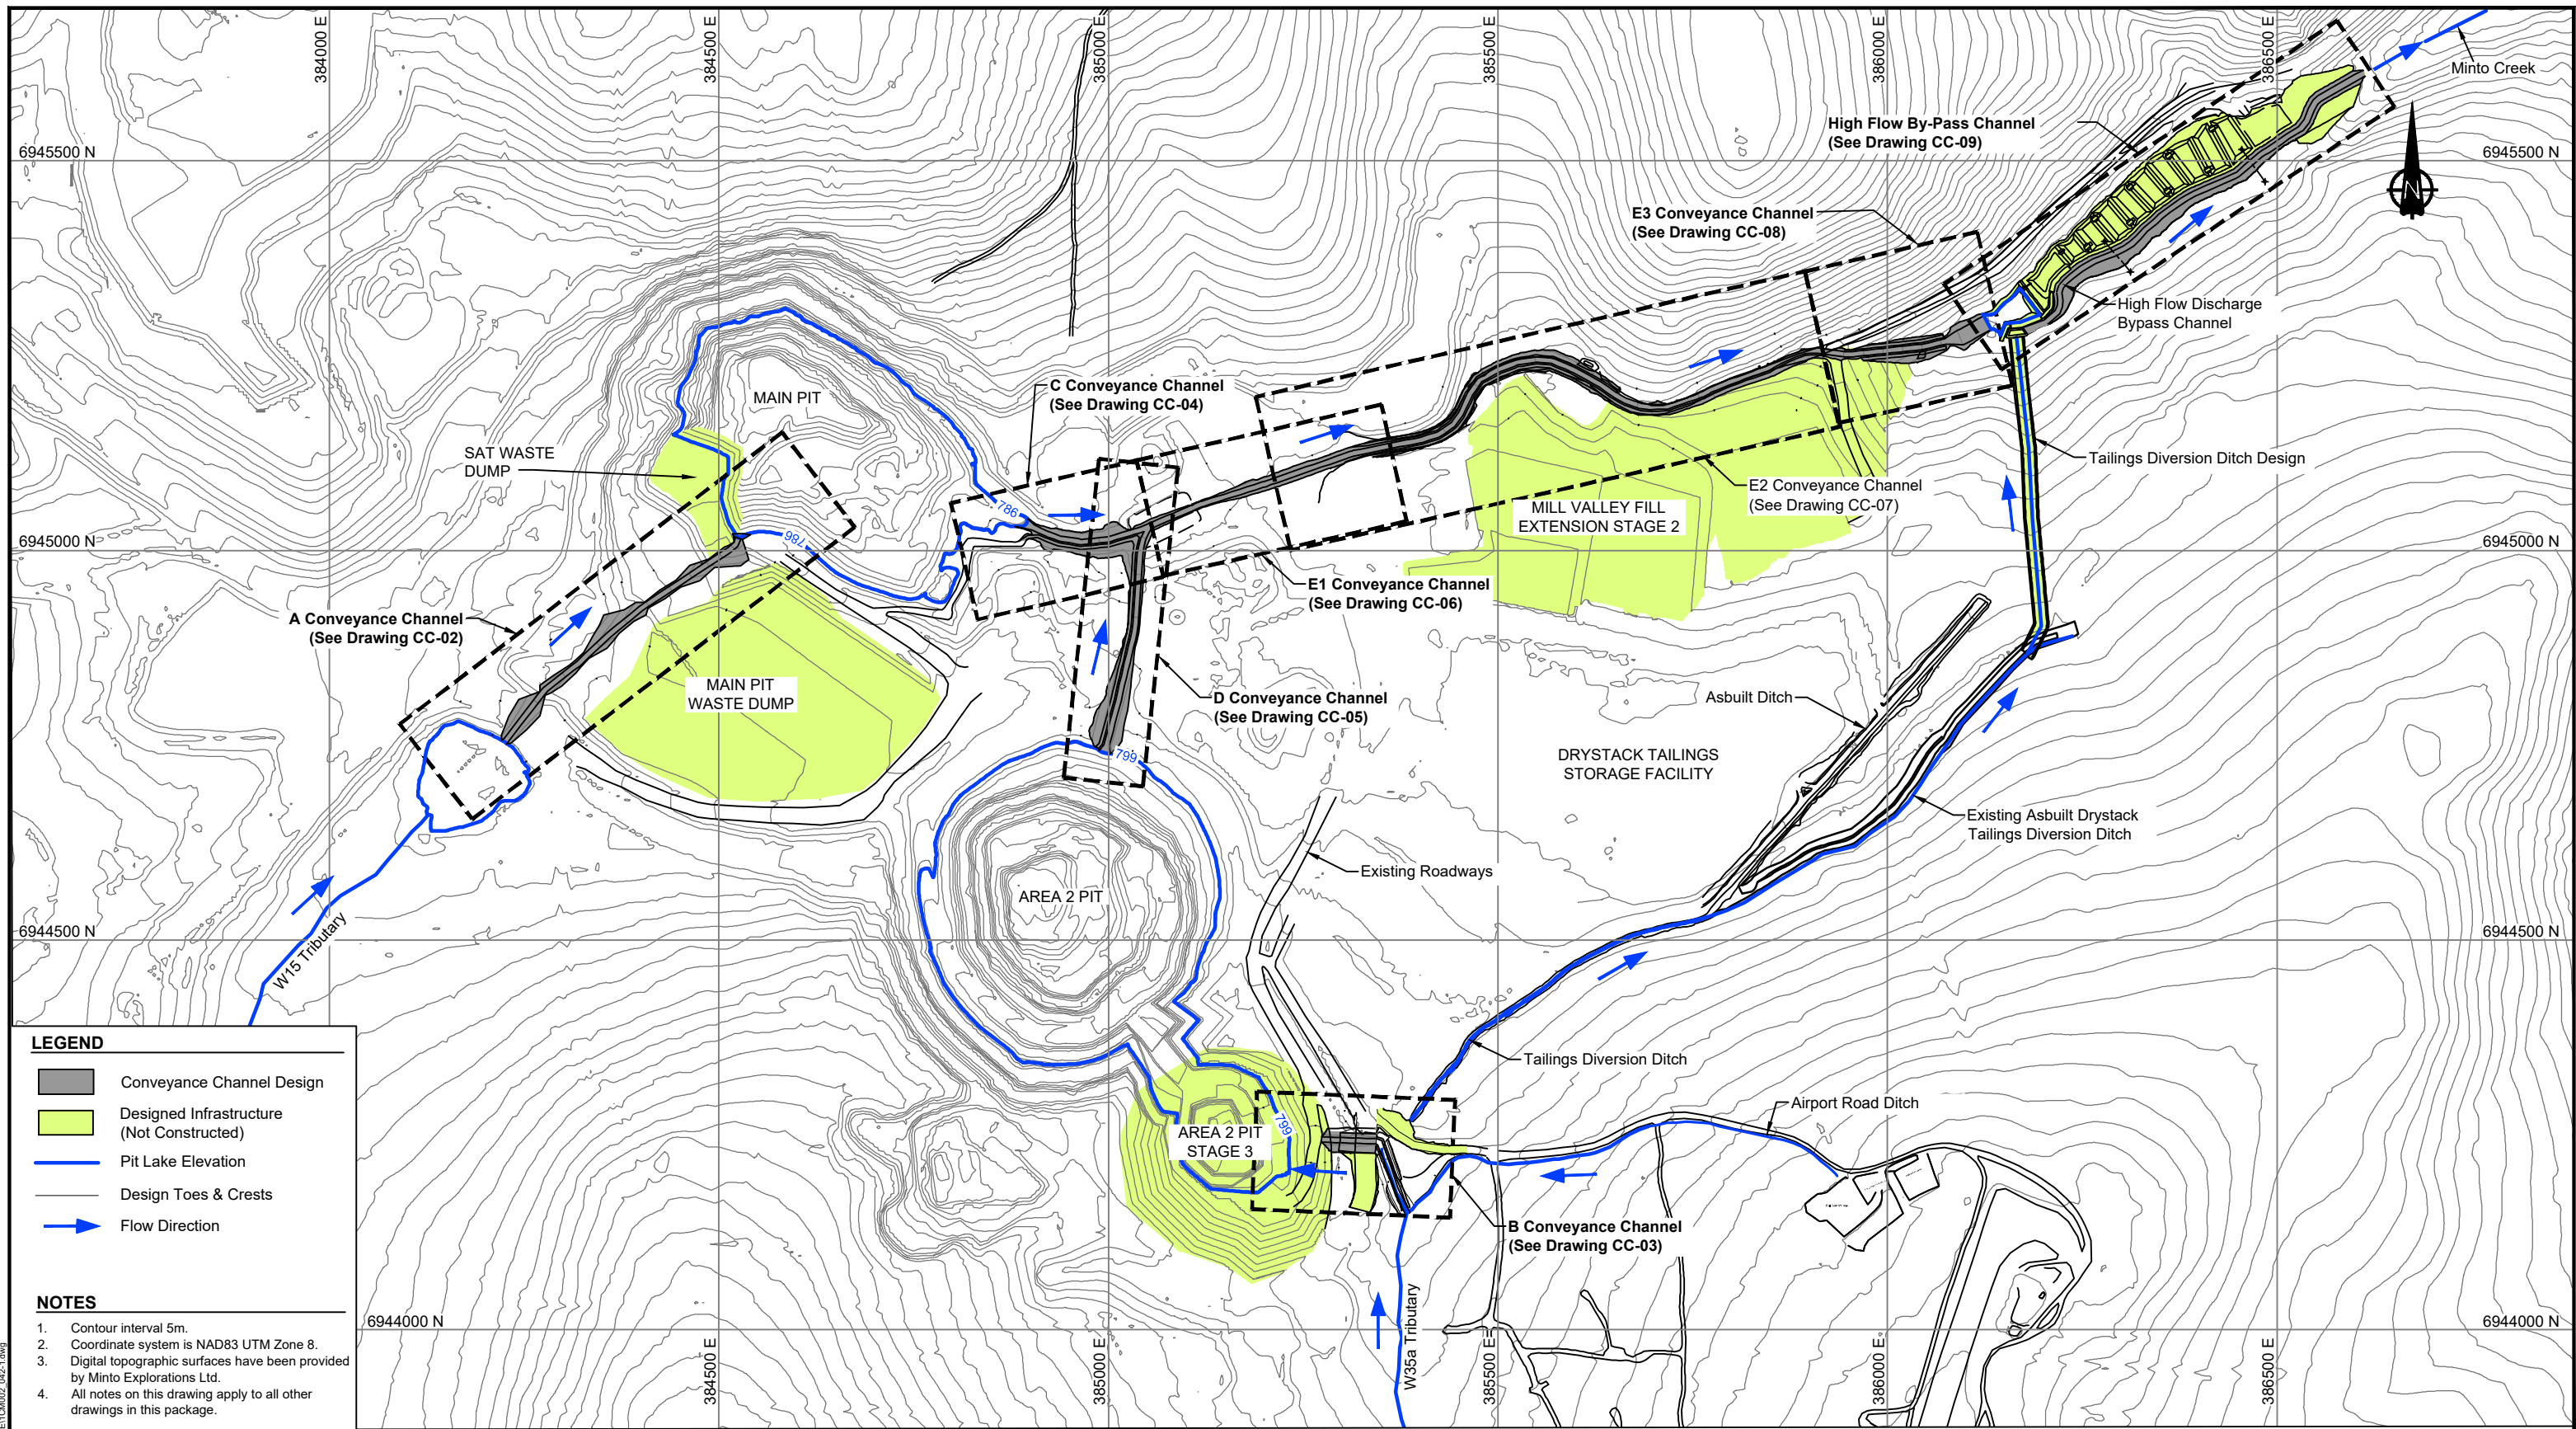 384000 E
384500 E
385000 E
385500 E
386000 E
386500 E
Minto Creek
High Flow By-Pass Channel
(See Drawing CC-09)
6945500 N
6945500 N
N
E3 Conveyance Channel
(See Drawing CC-08)
High Flow Discharge
Bypass Channel
MAIN PIT
C Conveyance Channel
(See Drawing CC-04)
SAT WASTE
DUMP
Tailings Diversion Ditch Design
E2 Conveyance Channel
(See Drawing CC-07)
MILL VALLEY FILL
EXTENSION STAGE 2
786
786
6945000 N
6945000 N
E1 Conveyance Channel
(See Drawing CC-06)
A Conveyance Channel
(See Drawing CC-02)
MAIN PIT
WASTE DUMP
D Conveyance Channel
(See Drawing CC-05)
Asbuilt Ditch
799
DRYSTACK TAILINGS
STORAGE FACILITY
Existing Asbuilt Drystack
Tailings Diversion Ditch
Existing Roadways
AREA 2 PIT
W15 Tributary
6944500 N
6944500 N
Tailings Diversion Ditch
Airport Road Ditch
799
AREA 2 PIT
STAGE 3
B Conveyance Channel
(See Drawing CC-03)
W35a Tributary
6944000 N
6944000 N
384500 E
385000 E
385500 E
386000 E
386500 E
LEGEND
Conveyance Channel Design
Designed Infrastructure
(Not Constructed)
Pit Lake Elevation
Design Toes & Crests
Flow Direction
NOTES
1. Contour interval 5m.
2. Coordinate system is NAD83 UTM Zone 8.
3. Digital topographic surfaces have been provided
by Minto Explorations Ltd.
4. All notes on this drawing apply to all other
drawings in this package.